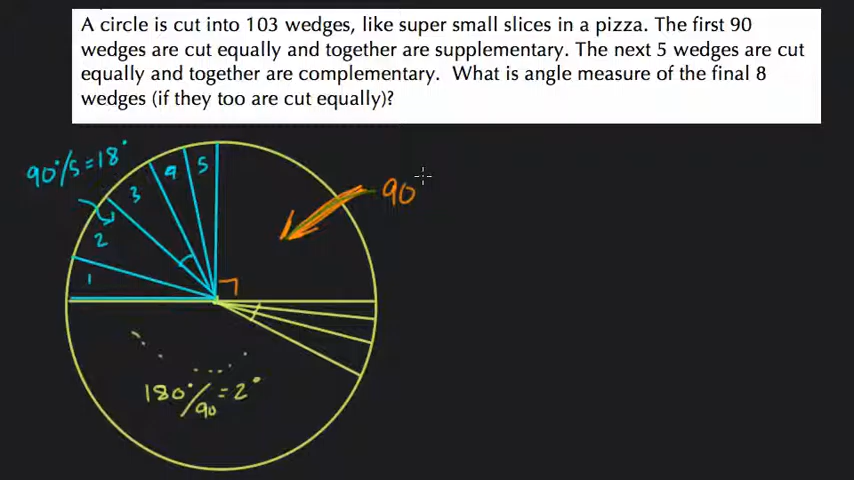 A circle is cut into 103 wedges, like super small slices in a pizza. The first 90
wedges are cut equally and together are supplementary. The next 5 wedges are cut
equally and together are complementary. What is angle measure of the final 8
wedges (if they too are cut equally)?
90°/5=18°
1
2
3
4
5
90
180°/90=2°